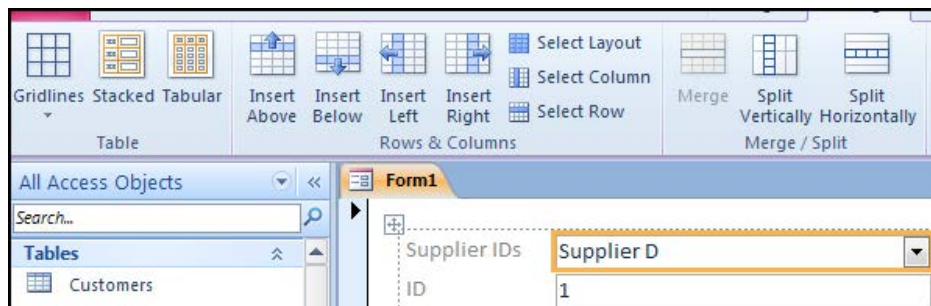 Gridlines Stacked Tabular Insert Above Insert Below Insert Left Insert Right Select Layout
Select Column
Select Row
Merge Split Vertically Split Horizontally
Table Rows & Columns Merge / Split
All Access Objects
Form1
Search...
Tables
Customers
Supplier IDs Supplier D
ID 1